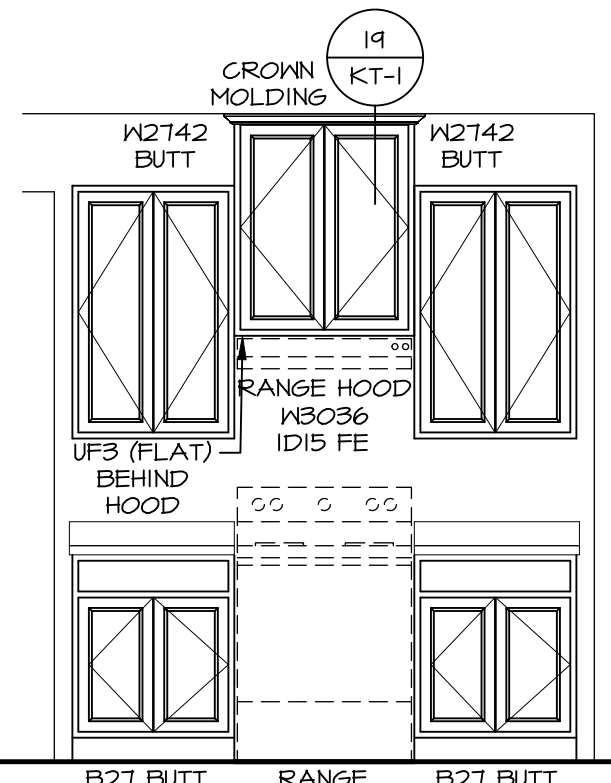 19
KT-1
CROWN
MOLDING
W2742
BUTT
W2742
BUTT
RANGE HOOD
W3036
1D15 FE
UF3 (FLAT)
BEHIND
HOOD
B27 BUTT
RANGE
B27 BUTT